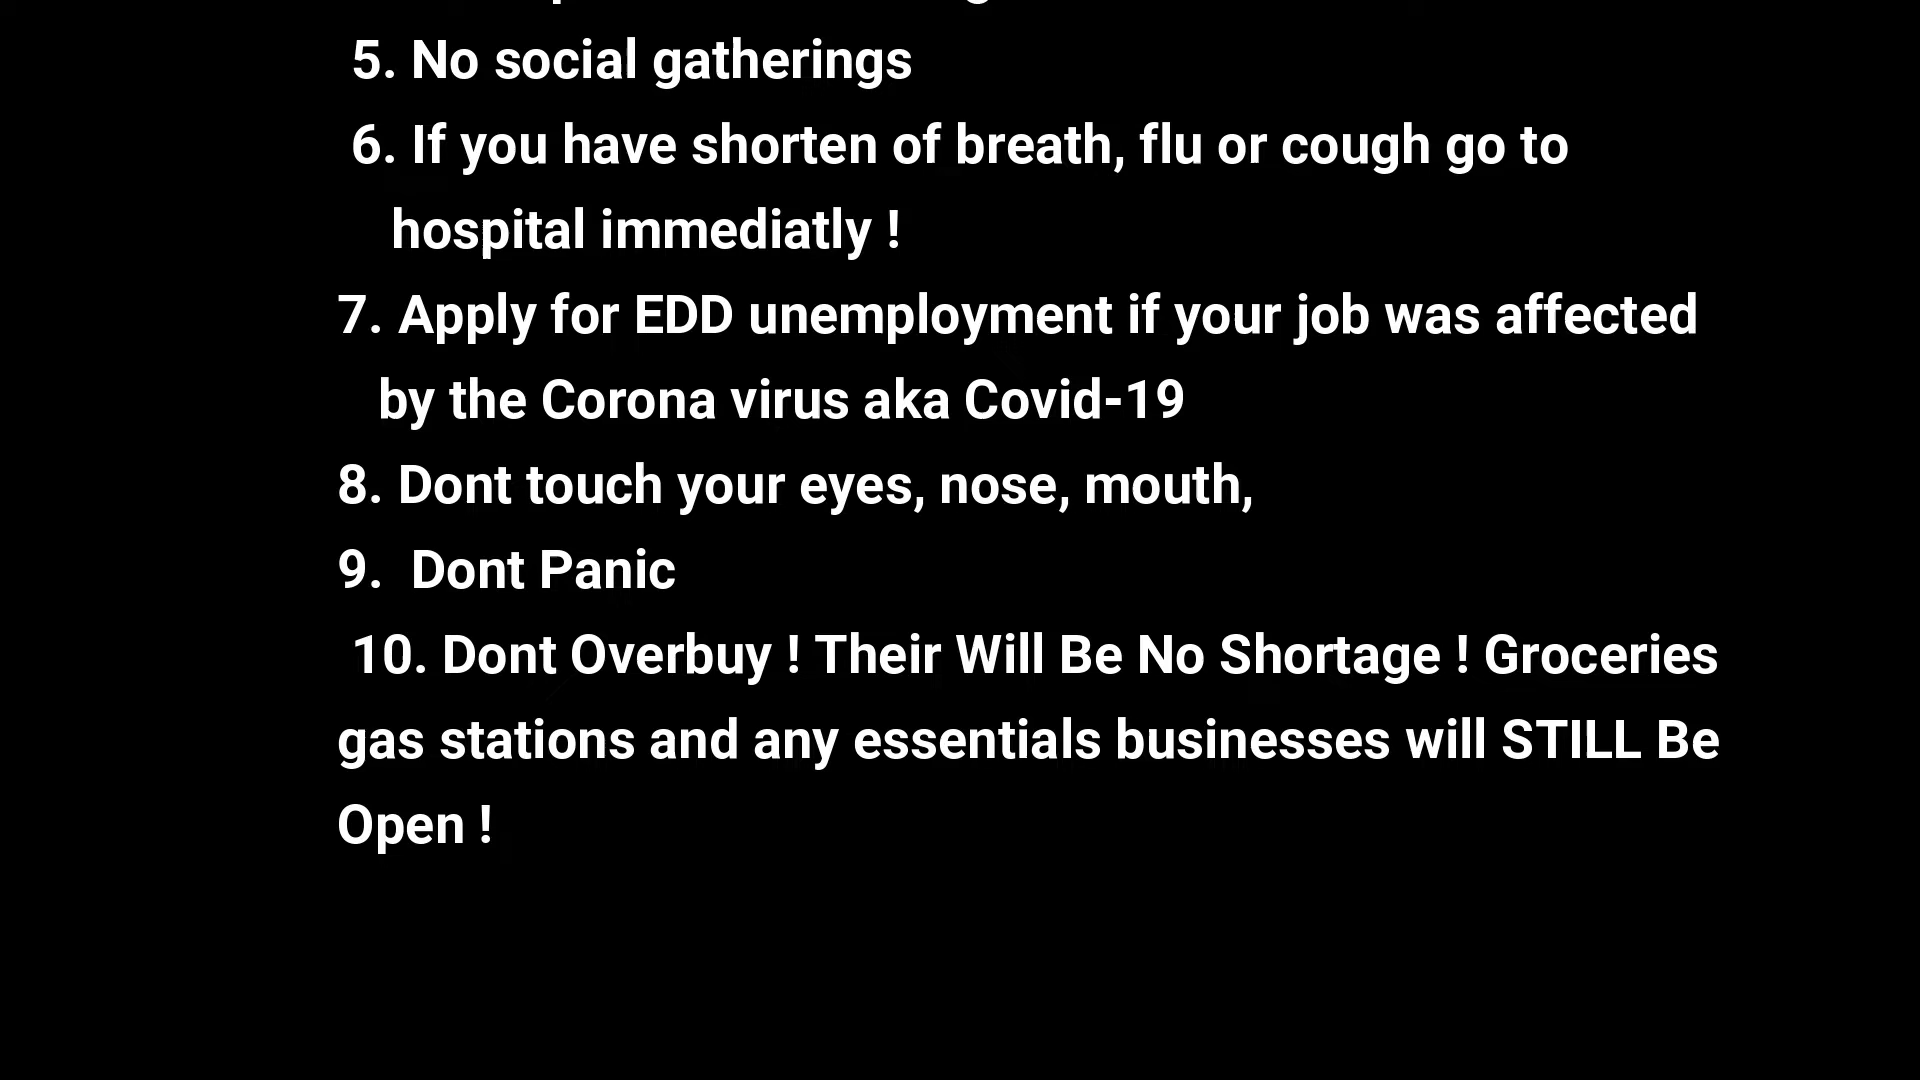 5. No social gatherings
6. If you have shorten of breath, flu or cough go to
hospital immediatly !
7. Apply for EDD unemployment if your job was affected
by the Corona virus aka Covid-19
8. Dont touch your eyes, nose, mouth,
9. Dont Panic
10. Dont Overbuy ! Their Will Be No Shortage ! Groceries
gas stations and any essentials businesses will STILL Be
Open !